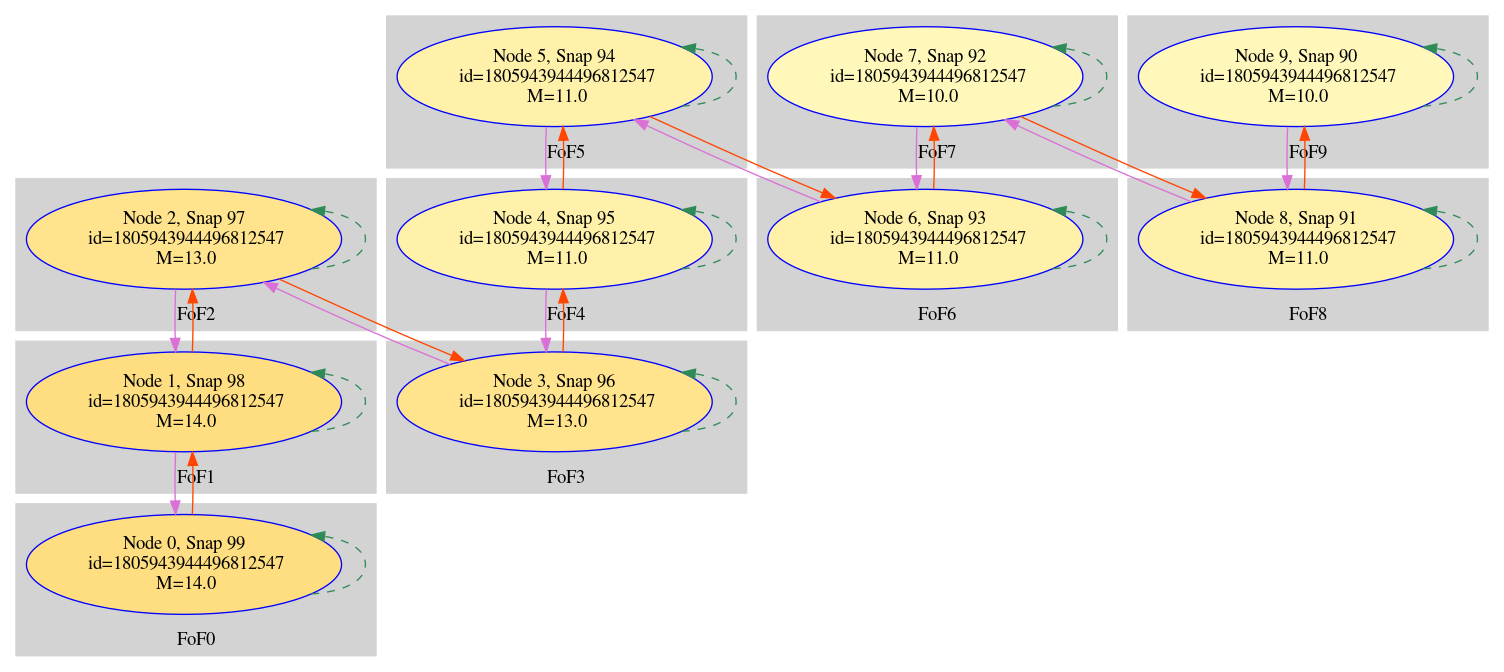 Node 5, Snap 94
id=1805943944496812547
M=11.0
FoF5
Node 7, Snap 92
id=1805943944496812547
M=10.0
FoF7
Node 9, Snap 90
id=1805943944496812547
M=10.0
FoF9
Node 2, Snap 97
id=1805943944496812547
M=13.0
FoF2
Node 4, Snap 95
id=1805943944496812547
M=11.0
FoF4
Node 6, Snap 93
id=1805943944496812547
M=11.0
FoF6
Node 8, Snap 91
id=1805943944496812547
M=11.0
FoF8
Node 1, Snap 98
id=1805943944496812547
M=14.0
FoF1
Node 3, Snap 96
id=1805943944496812547
M=13.0
FoF3
Node 0, Snap 99
id=1805943944496812547
M=14.0
FoF0